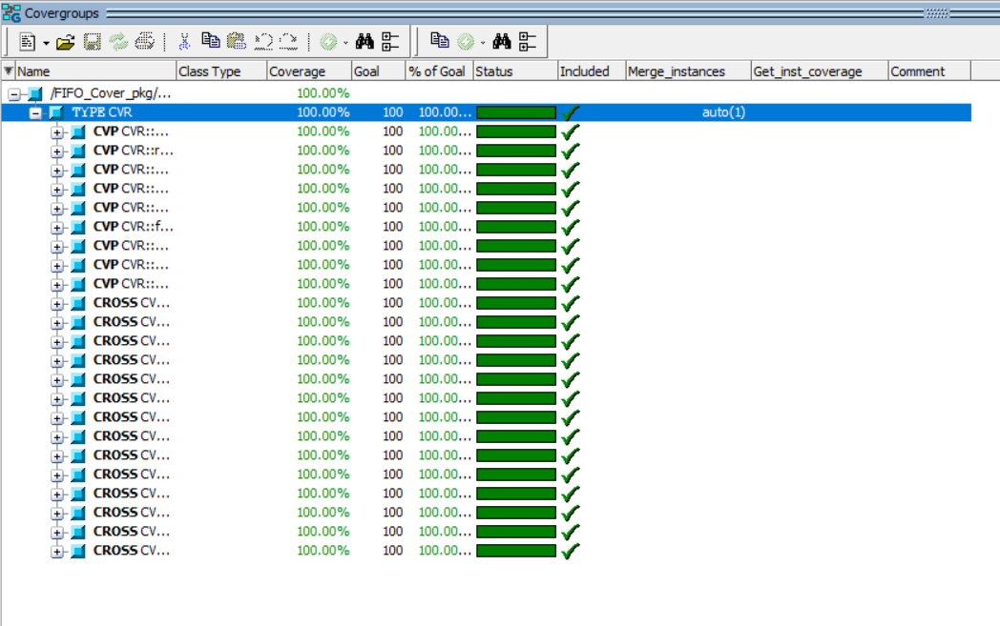 Covergroups
Name Class Type Coverage Goal % of Goal Status Included Merge_instances Get_inst_coverage Comment
/FIFO_Cover_pkg/... 100.00%
TYPE CVR 100.00% 100 100.00... auto(1)
CVP CVR::... 100.00% 100 100.00...
CVP CVR::r... 100.00% 100 100.00...
CVP CVR::... 100.00% 100 100.00...
CVP CVR::... 100.00% 100 100.00...
CVP CVR::... 100.00% 100 100.00...
CVP CVR::f... 100.00% 100 100.00...
CVP CVR::... 100.00% 100 100.00...
CVP CVR::... 100.00% 100 100.00...
CVP CVR::... 100.00% 100 100.00...
CROSS CV... 100.00% 100 100.00...
CROSS CV... 100.00% 100 100.00...
CROSS CV... 100.00% 100 100.00...
CROSS CV... 100.00% 100 100.00...
CROSS CV... 100.00% 100 100.00...
CROSS CV... 100.00% 100 100.00...
CROSS CV... 100.00% 100 100.00...
CROSS CV... 100.00% 100 100.00...
CROSS CV... 100.00% 100 100.00...
CROSS CV... 100.00% 100 100.00...
CROSS CV... 100.00% 100 100.00...
CROSS CV... 100.00% 100 100.00...
CROSS CV... 100.00% 100 100.00...
CROSS CV... 100.00% 100 100.00...